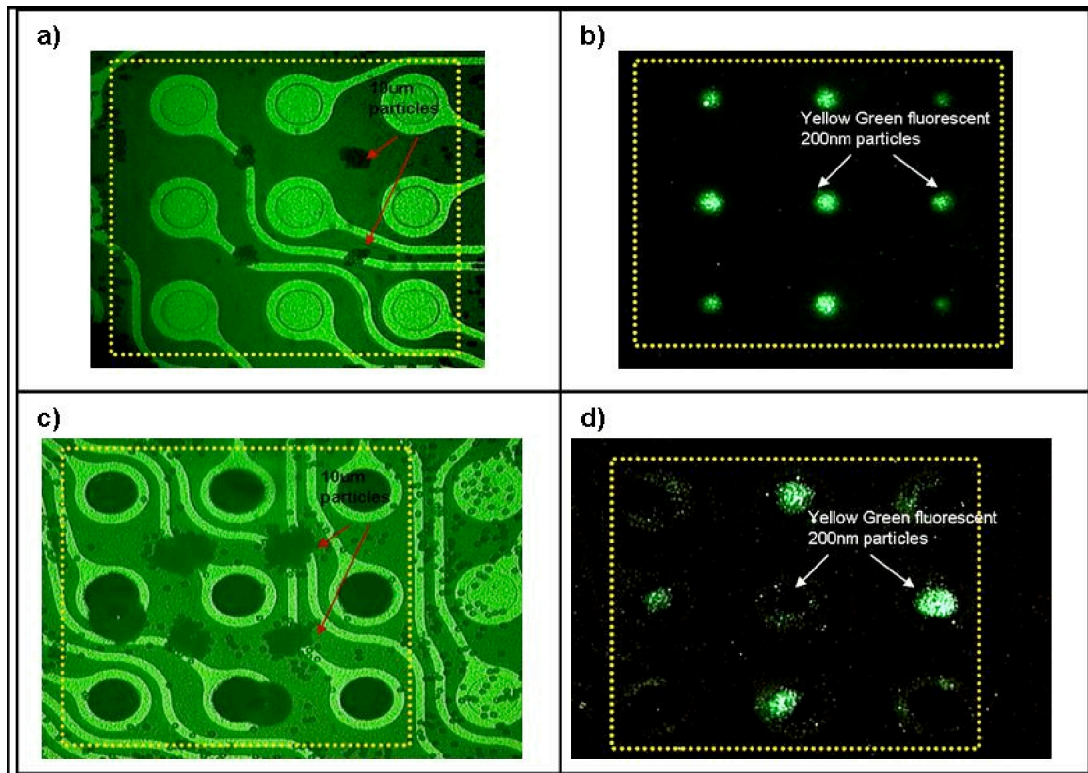 a)
10um
particles
b)
Yellow Green fluorescent
200nm particles
c)
10um
particles
d)
Yellow Green fluorescent
200nm particles